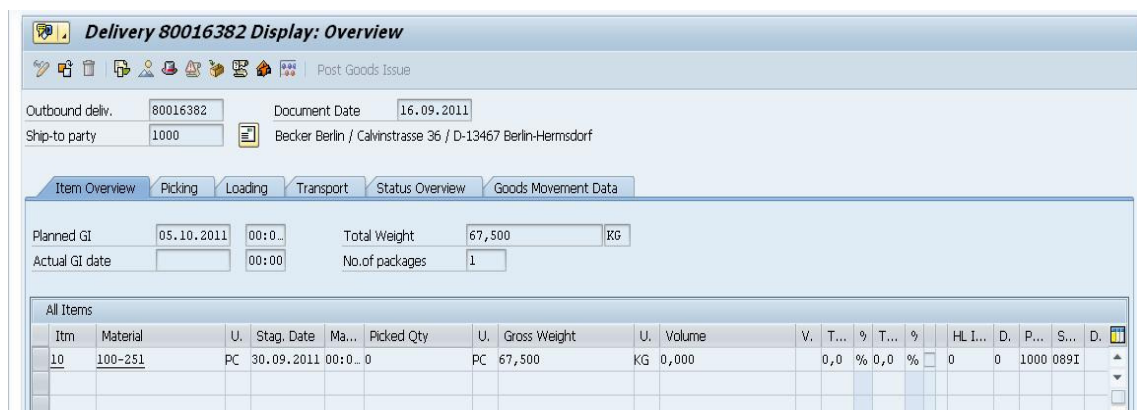 Delivery 80016382 Display: Overview
Post Goods Issue
Outbound deliv. 80016382 Document Date 16.09.2011
Ship-to party 1000 Becker Berlin / Calvinstrasse 36 / D-13467 Berlin-Hermsdorf
Item Overview Picking Loading Transport Status Overview Goods Movement Data
Planned GI 05.10.2011 00:0… Total Weight 67,500 KG
Actual GI date 00:00 No.of packages 1
All Items
Itm Material U. Stag. Date Ma... Picked Qty U. Gross Weight U. Volume V. T... % T... % HL I... D. P... S... D.
10 100-251 PC 30.09.2011 00:0… 0 PC 67,500 KG 0,000 0,0 % 0,0 % 0 0 1000 089I